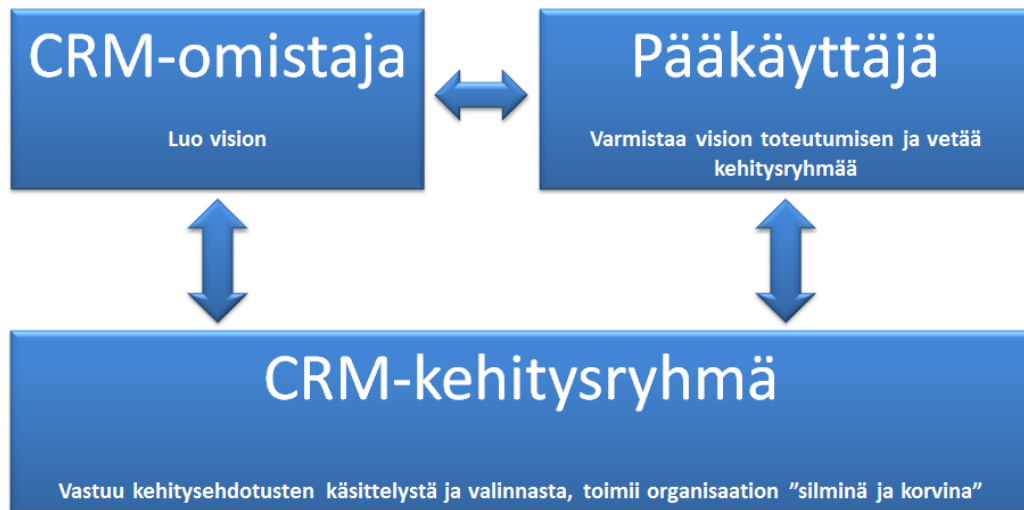 CRM-omistaja
Luo vision
Pääkäyttäjä
Varmistaa vision toteutumisen ja vetää
kehitysryhmää
CRM-kehitysryhmä
Vastuu kehitysehdotusten käsittelystä ja valinnasta, toimii organisaation ”silminä ja korvina”